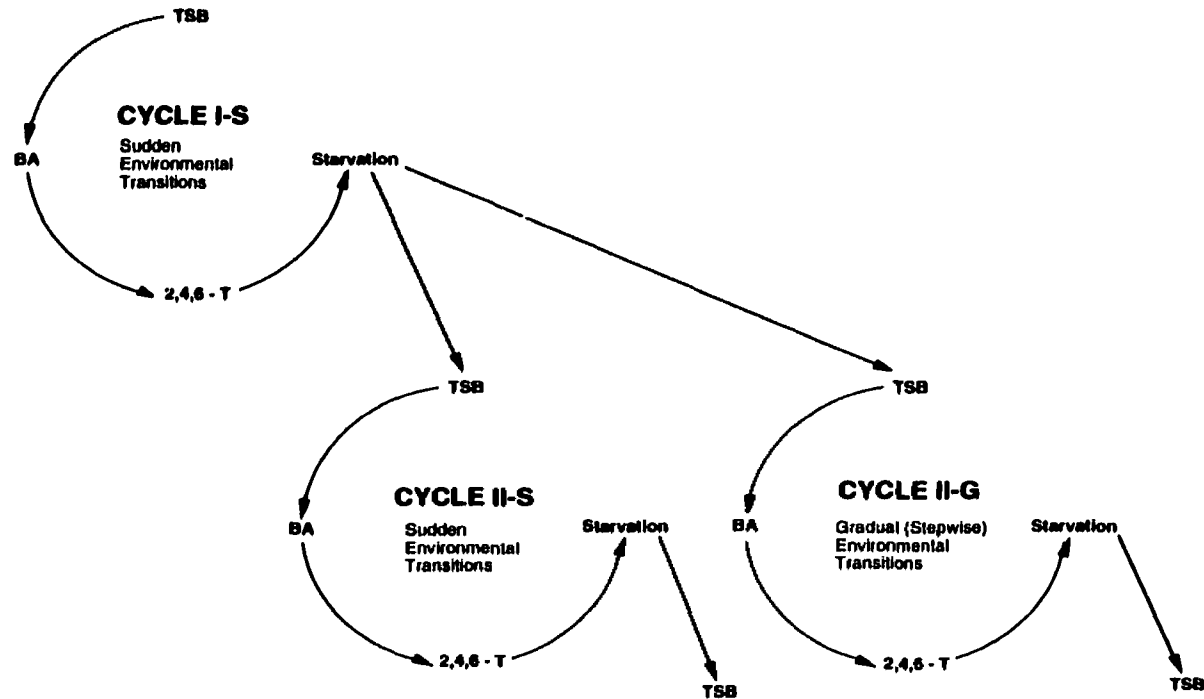 TSB
CYCLE I-S
Sudden
Environmental
Transitions
BA
Starvation
2,4,6 - T
TSB
TSB
CYCLE II-S
Sudden
Environmental
Transitions
BA
Starvation
2,4,6 - T
TSB
CYCLE II-G
Gradual (Stepwise)
Environmental
Transitions
BA
Starvation
2,4,6 - T
TSB